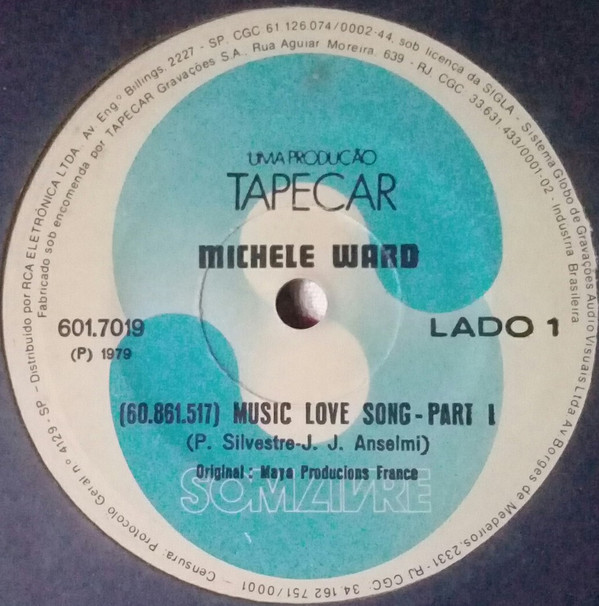 UMA PRODUCÃO
TAPECAR
MICHELE WARD
601.7019
(P) 1979
LADO 1
(60.861.517) MUSIC LOVE SONG-PART I
(P. Silvestre-J. J. Anselmi)
Original: Maya Producions France
SOMLIVRE
Distribuido por RCA ELETRÔNICA LTDA. Av Eng.º Billings, 2227 - SP. CGC 61.126.074/0002-44, sob licença da SIGLA - Sistema Globo de Gravações Áudio Visuais Ltda Av Borges de Medeiros, 2331 - RJ CGC: 34 162 751/0001 - Censura: Protocolo Geral nº 4129 - SP -
Fabricado sob encomenda por TAPECAR Gravações S.A., Rua Aguiar Moreira, 639 - RJ. CGC 33 631 433/0001-02 - Industria Brasileira